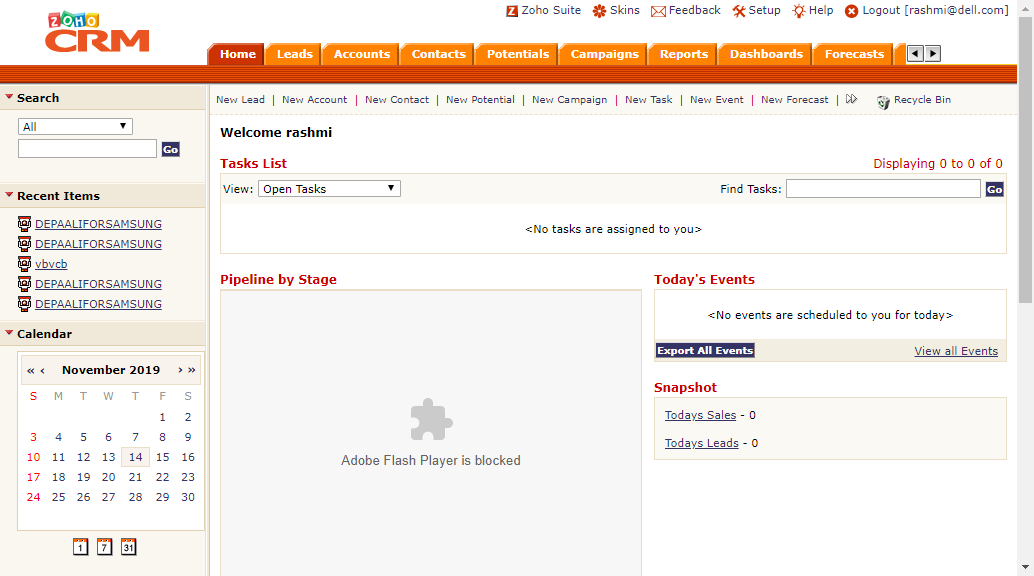 ZOHO
CRM
Zoho Suite Skins Feedback Setup Help Logout [rashmi@dell.com]
Home Leads Accounts Contacts Potentials Campaigns Reports Dashboards Forecasts
Search
All
Go
Recent Items
DEPAALIFORSAMSUNG
DEPAALIFORSAMSUNG
vbvcb
DEPAALIFORSAMSUNG
DEPAALIFORSAMSUNG
Calendar
« ‹ November 2019 › »
S M T W T F S
1 2
3 4 5 6 7 8 9
10 11 12 13 14 15 16
17 18 19 20 21 22 23
24 25 26 27 28 29 30
1 7 31
New Lead | New Account | New Contact | New Potential | New Campaign | New Task | New Event | New Forecast | Recycle Bin
Welcome rashmi
Tasks List Displaying 0 to 0 of 0
View: Open Tasks Find Tasks: Go
<No tasks are assigned to you>
Pipeline by Stage
Adobe Flash Player is blocked
Today's Events
<No events are scheduled to you for today>
Export All Events View all Events
Snapshot
Todays Sales - 0
Todays Leads - 0